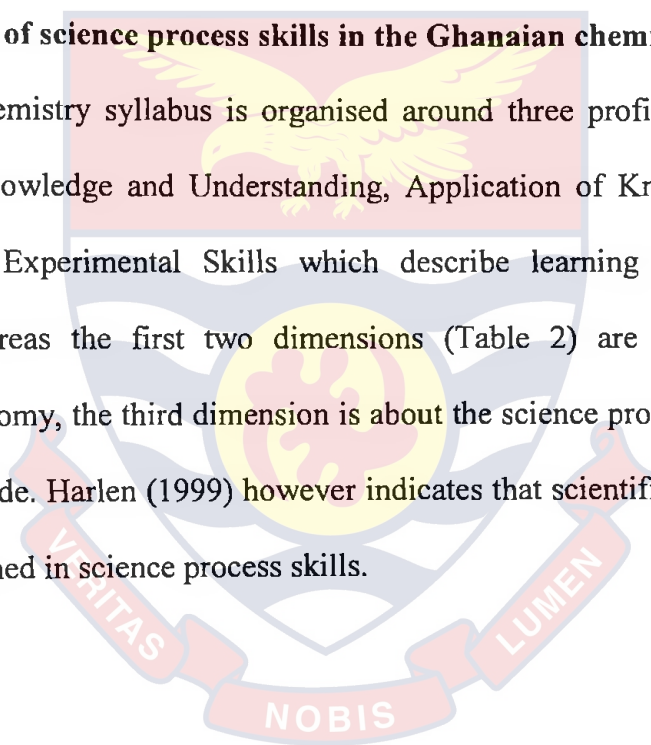 of science process skills in the Ghanaian chem
emistry syllabus is organised around three profi
owledge and Understanding, Application of Kn
Experimental Skills which describe learning
reas the first two dimensions (Table 2) are
omy, the third dimension is about the science pro
de. Harlen (1999) however indicates that scientifi
ned in science process skills.
VERITAS
NOBIS
LUMEN